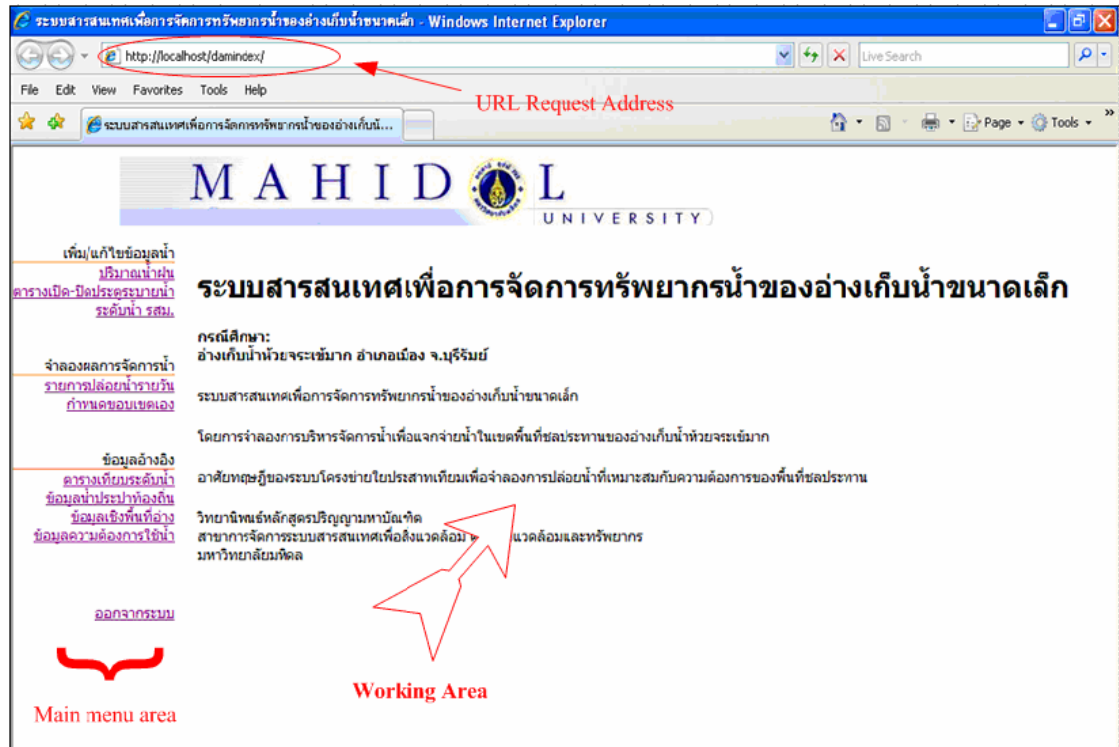 ระบบสารสนเทศเพื่อการจัดการทรัพยากรน้ำของอ่างเก็บน้ำขนาดเล็ก - Windows Internet Explorer
http://localhost/damindex/
Live Search
File Edit View Favorites Tools Help
URL Request Address
ระบบสารสนเทศเพื่อการจัดการทรัพยากรน้ำของอ่างเก็บน้ำ...
Page Tools
MAHIDOL
UNIVERSITY
เพิ่ม/แก้ไขข้อมูลน้ำ
ปริมาณน้ำฝน
ตารางเปิด-ปิดประตูระบายน้ำ
ระดับน้ำ รสม.
จำลองผลการจัดการน้ำ
รายการปล่อยน้ำรายวัน
กำหนดขอบเขตเอง
ข้อมูลอ้างอิง
ตารางเทียบระดับน้ำ
ข้อมูลน้ำประปาท้องถิ่น
ข้อมูลเชิงพื้นที่อ่าง
ข้อมูลความต้องการใช้น้ำ
ออกจากระบบ
Main menu area
ระบบสารสนเทศเพื่อการจัดการทรัพยากรน้ำของอ่างเก็บน้ำขนาดเล็ก
กรณีศึกษา:
อ่างเก็บน้ำห้วยจระเข้มาก อำเภอเมือง จ.บุรีรัมย์
ระบบสารสนเทศเพื่อการจัดการทรัพยากรน้ำของอ่างเก็บน้ำขนาดเล็ก
โดยการจำลองการบริหารจัดการน้ำเพื่อแจกจ่ายน้ำในเขตพื้นที่ชลประทานของอ่างเก็บน้ำห้วยจระเข้มาก
อาศัยทฤษฎีของระบบโครงข่ายใยประสาทเทียมเพื่อจำลองการปล่อยน้ำที่เหมาะสมกับความต้องการของพื้นที่ชลประทาน
วิทยานิพนธ์หลักสูตรปริญญามหาบัณฑิต
สาขาการจัดการระบบสารสนเทศเพื่อสิ่งแวดล้อม แวดล้อมและทรัพยากร
มหาวิทยาลัยมหิดล
Working Area